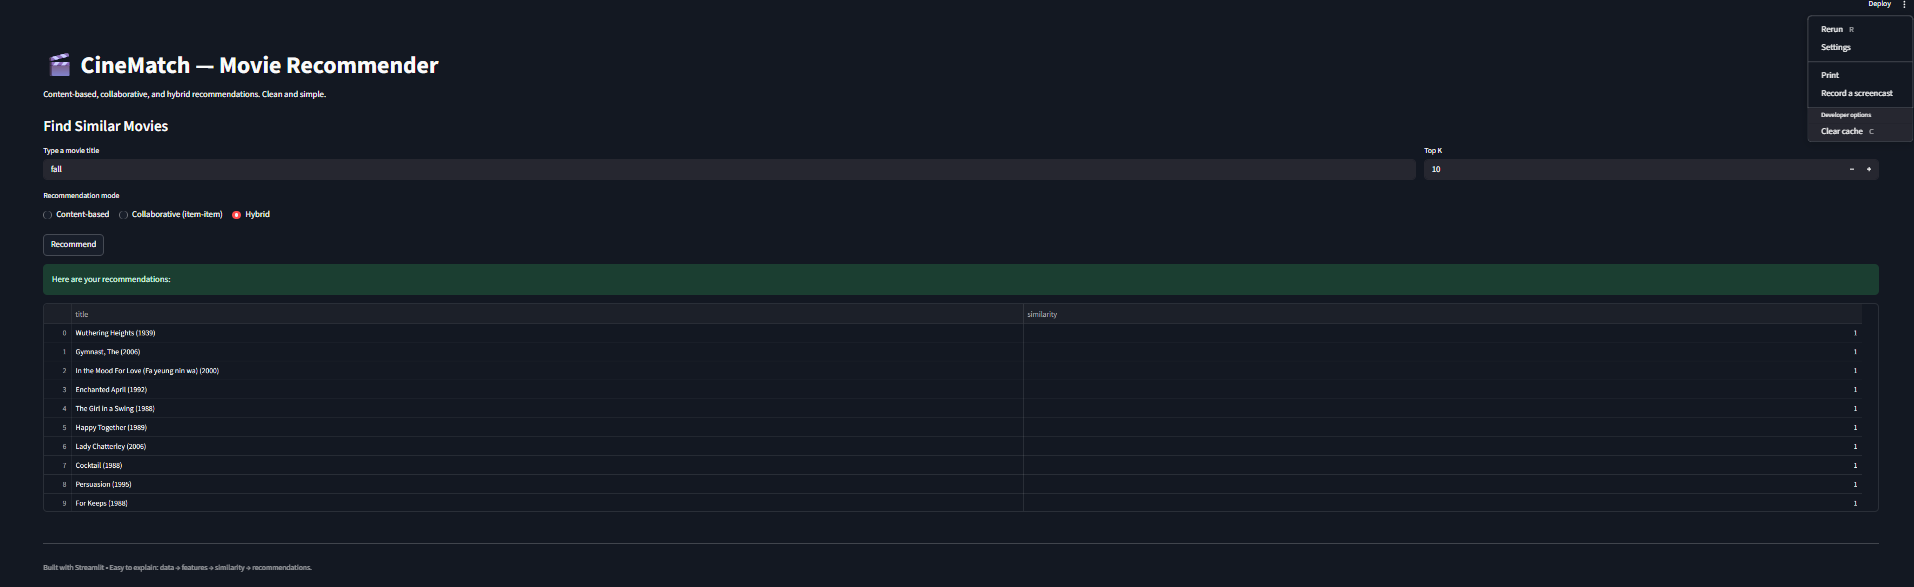 Deploy
Rerun R
Settings
Print
Record a screencast
Developer options
Clear cache C
CineMatch — Movie Recommender
Content-based, collaborative, and hybrid recommendations. Clean and simple.
Find Similar Movies
Type a movie title
Top K
fall
10
Recommendation mode
Content-based Collaborative (item-item) Hybrid
Recommend
Here are your recommendations:
title similarity
0 Wuthering Heights (1939) 1
1 Gymnast, The (2006) 1
2 In the Mood For Love (Fa yeung nin wa) (2000) 1
3 Enchanted April (1992) 1
4 The Girl in a Swing (1988) 1
5 Happy Together (1989) 1
6 Lady Chatterley (2006) 1
7 Cocktail (1988) 1
8 Persuasion (1995) 1
9 For Keeps (1988) 1
Built with Streamlit • Easy to explain: data → features → similarity → recommendations.